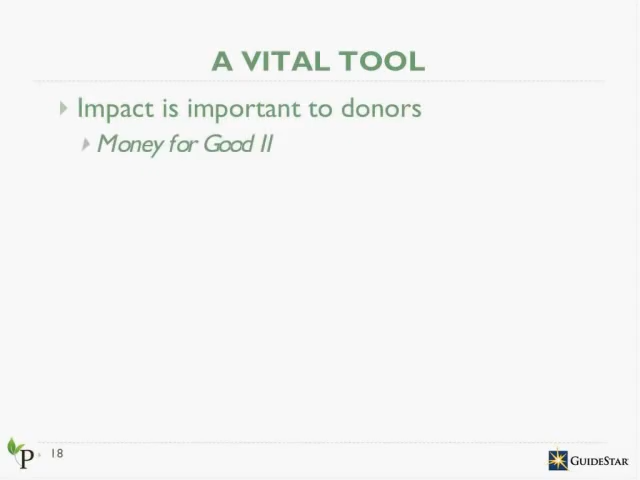 A VITAL TOOL
Impact is important to donors
Money for Good II
P
18
GUIDESTAR